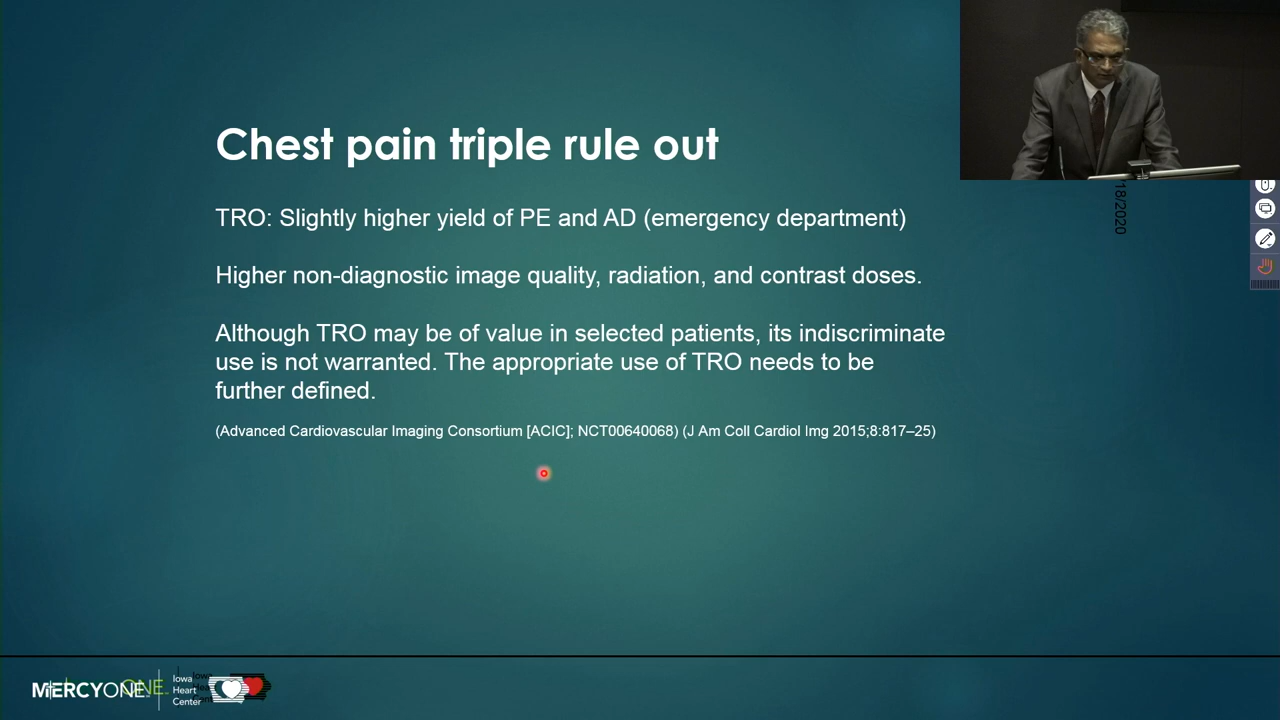 Chest pain triple rule out
TRO: Slightly higher yield of PE and AD (emergency department)
Higher non-diagnostic image quality, radiation, and contrast doses.
Although TRO may be of value in selected patients, its indiscriminate
use is not warranted. The appropriate use of TRO needs to be
further defined.
(Advanced Cardiovascular Imaging Consortium [ACIC]; NCT00640068) (J Am Coll Cardiol Img 2015;8:817–25)
18/2020
MERCYONE
Iowa
Heart
Center